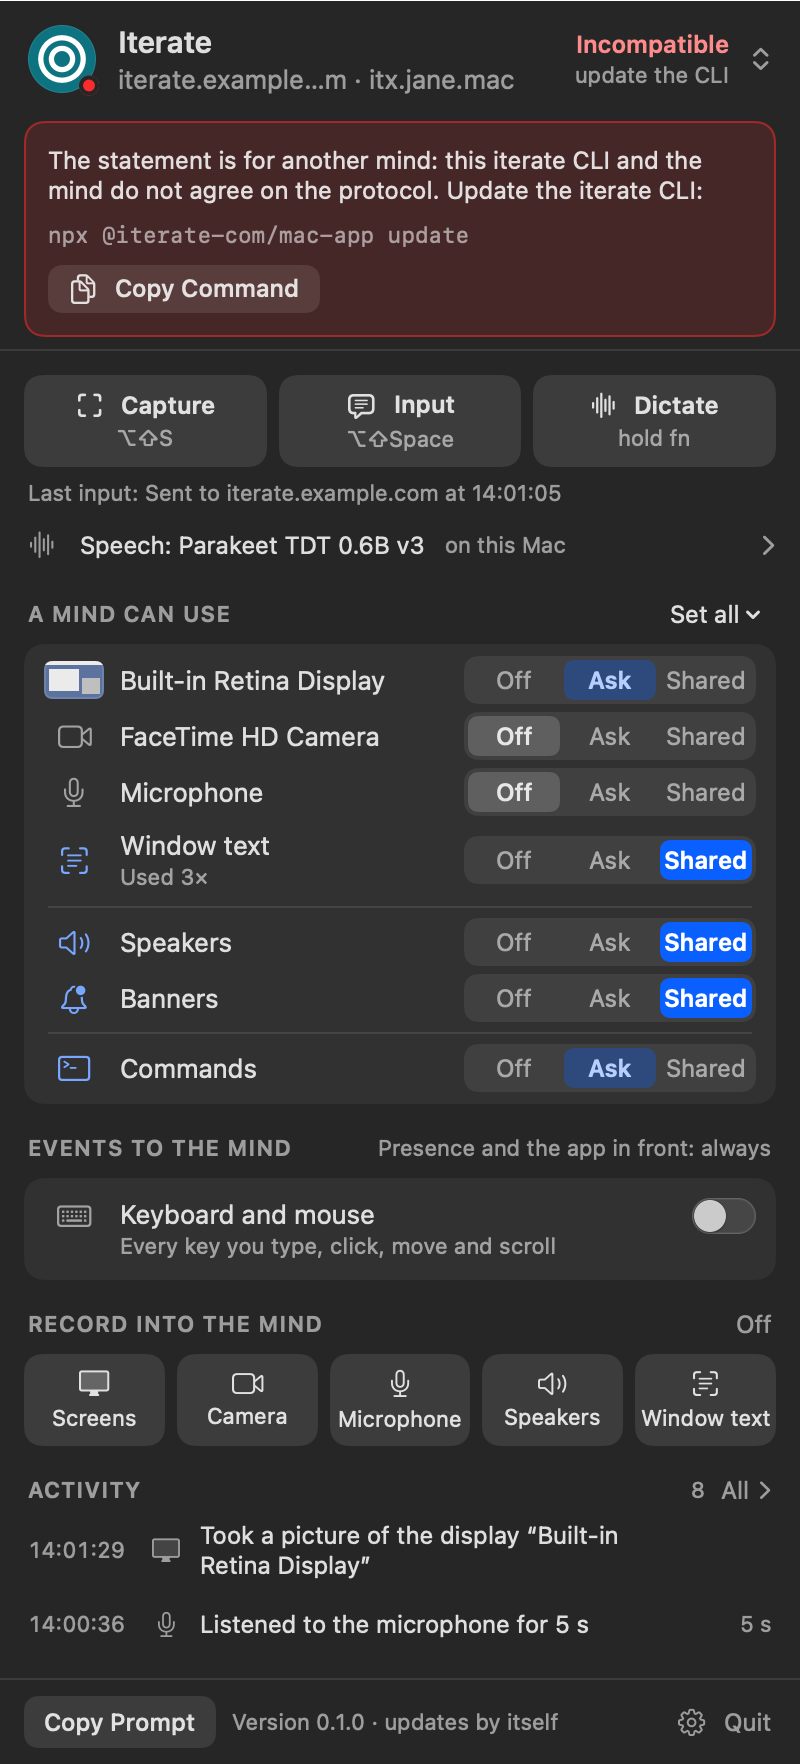 Iterate
iterate.example...m · itx.jane.mac
Incompatible
update the CLI
The statement is for another mind: this iterate CLI and the
mind do not agree on the protocol. Update the iterate CLI:
npx @iterate-com/mac-app update
Copy Command
Capture
⌥⇧S
Input
⌥⇧Space
Dictate
hold fn
Last input: Sent to iterate.example.com at 14:01:05
Speech: Parakeet TDT 0.6B v3 on this Mac
A MIND CAN USE
Set all
Built-in Retina Display Off Ask Shared
FaceTime HD Camera Off Ask Shared
Microphone Off Ask Shared
Window text
Used 3×
Off Ask Shared
Speakers Off Ask Shared
Banners Off Ask Shared
Commands Off Ask Shared
EVENTS TO THE MIND Presence and the app in front: always
Keyboard and mouse
Every key you type, click, move and scroll
RECORD INTO THE MIND Off
Screens
Camera
Microphone
Speakers
Window text
ACTIVITY 8 All
14:01:29 Took a picture of the display “Built-in
Retina Display”
14:00:36 Listened to the microphone for 5 s 5 s
Copy Prompt Version 0.1.0 · updates by itself Quit